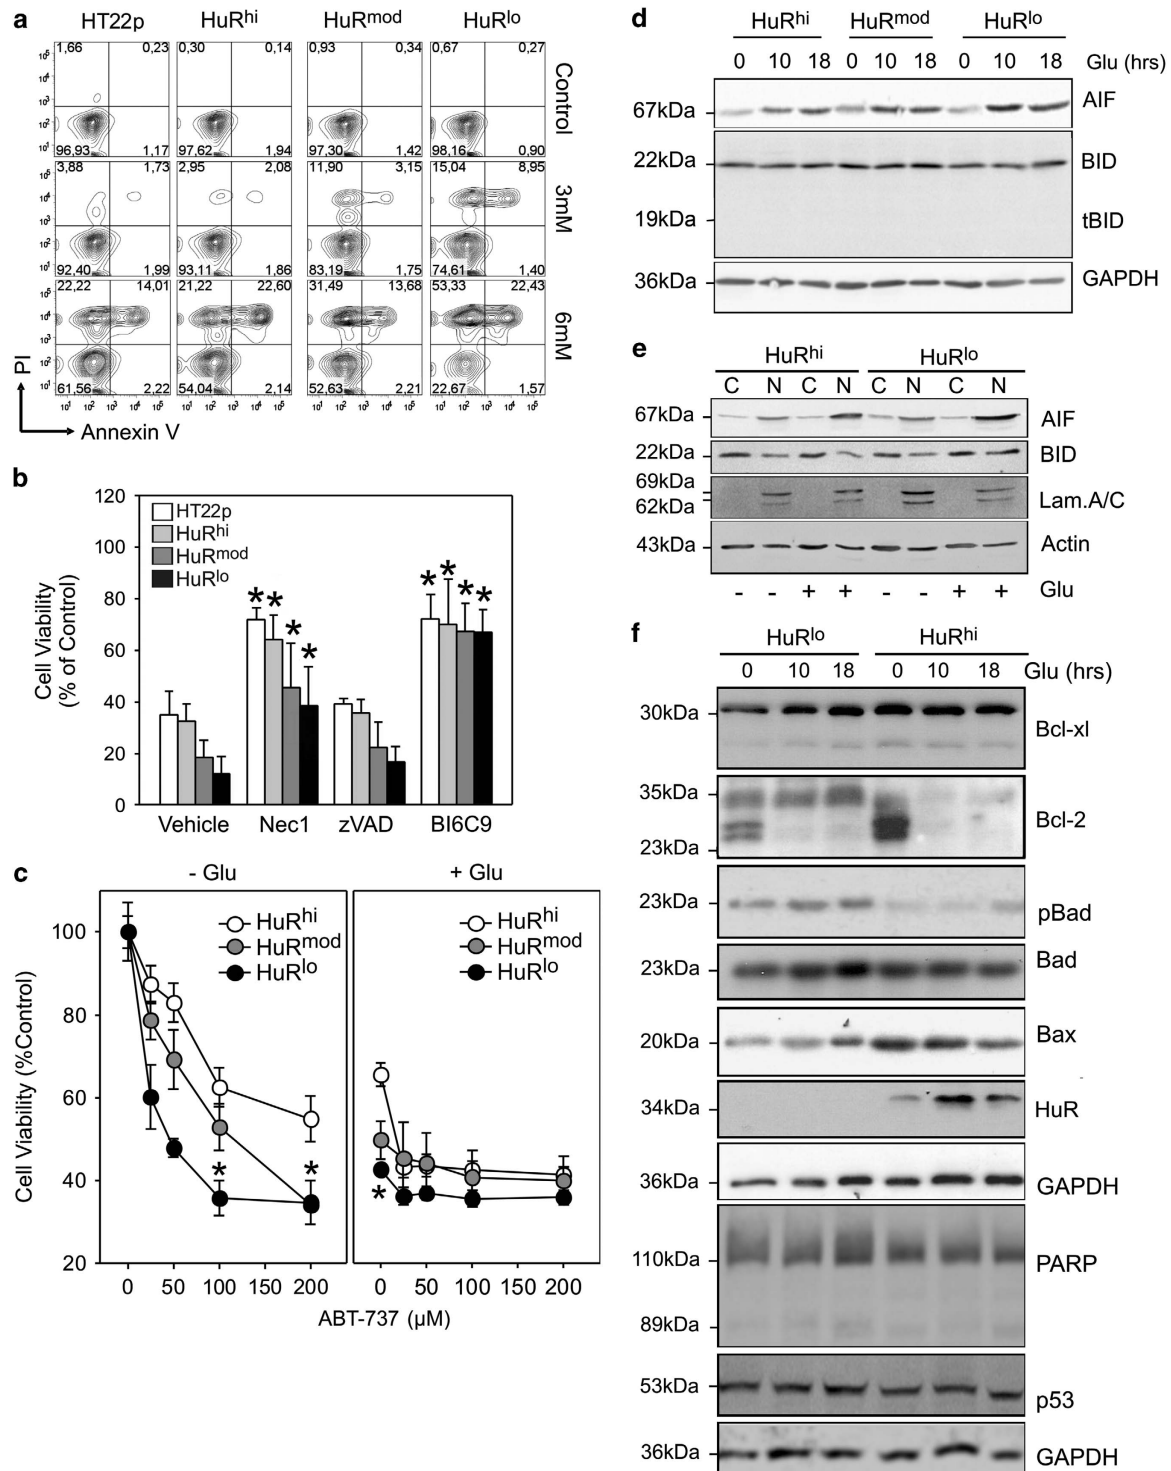 a
HT22p HuRhi HuRmod HuRlo
1,66 0,23 0,30 0,14 0,93 0,34 0,67 0,27
Control
96,93 1,17 97,62 1,94 97,30 1,42 98,16 0,90
3,88 1,73 2,95 2,08 11,90 3,15 15,04 8,95
3mM
92,40 1,99 93,11 1,86 83,19 1,75 74,61 1,40
22,22 14,01 21,22 22,60 31,49 13,68 53,33 22,43
6mM
61,56 2,22 54,04 2,14 52,63 2,21 22,67 1,57
PI
Annexin V
b
Cell Viability
(% of Control)
120
100
80
60
40
20
0
HT22p
HuRhi
HuRmod
HuRlo
* * * * * * * *
Vehicle Nec1 zVAD BI6C9
c
- Glu + Glu
Cell Viability (%Control)
100
80
60
40
20
HuRhi
HuRmod
HuRlo
* *
HuRhi
HuRmod
HuRlo
*
0 50 100 150 200 0 50 100 150 200
ABT-737 (µM)
d
HuRhi HuRmod HuRlo
0 10 18 0 10 18 0 10 18 Glu (hrs)
67kDa AIF
22kDa BID
19kDa tBID
36kDa GAPDH
e
HuRhi HuRlo
C N C N C N C N
67kDa AIF
22kDa BID
69kDa
62kDa Lam.A/C
43kDa Actin
- - + + - - + + Glu
f
HuRlo HuRhi
0 10 18 0 10 18 Glu (hrs)
30kDa Bcl-xl
35kDa
Bcl-2
23kDa
23kDa pBad
23kDa Bad
20kDa Bax
34kDa HuR
36kDa GAPDH
110kDa PARP
89kDa
53kDa p53
36kDa GAPDH